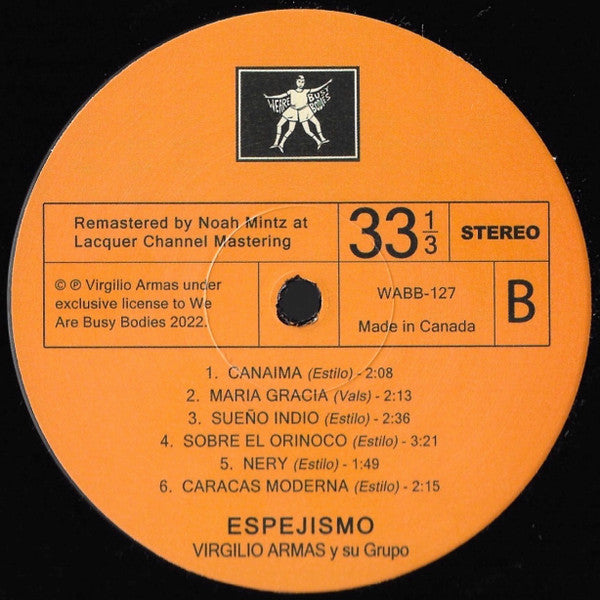 WE ARE BUSY BODIES
Remastered by Noah Mintz at
Lacquer Channel Mastering
33 1/3
STEREO
© ℗ Virgilio Armas under
exclusive license to We
Are Busy Bodies 2022.
WABB-127
Made in Canada
B
1. CANAIMA (Estilo) - 2:08
2. MARIA GRACIA (Vals) - 2:13
3. SUEÑO INDIO (Estilo) - 2:36
4. SOBRE EL ORINOCO (Estilo) - 3:21
5. NERY (Estilo) - 1:49
6. CARACAS MODERNA (Estilo) - 2:15
ESPEJISMO
VIRGILIO ARMAS y su Grupo